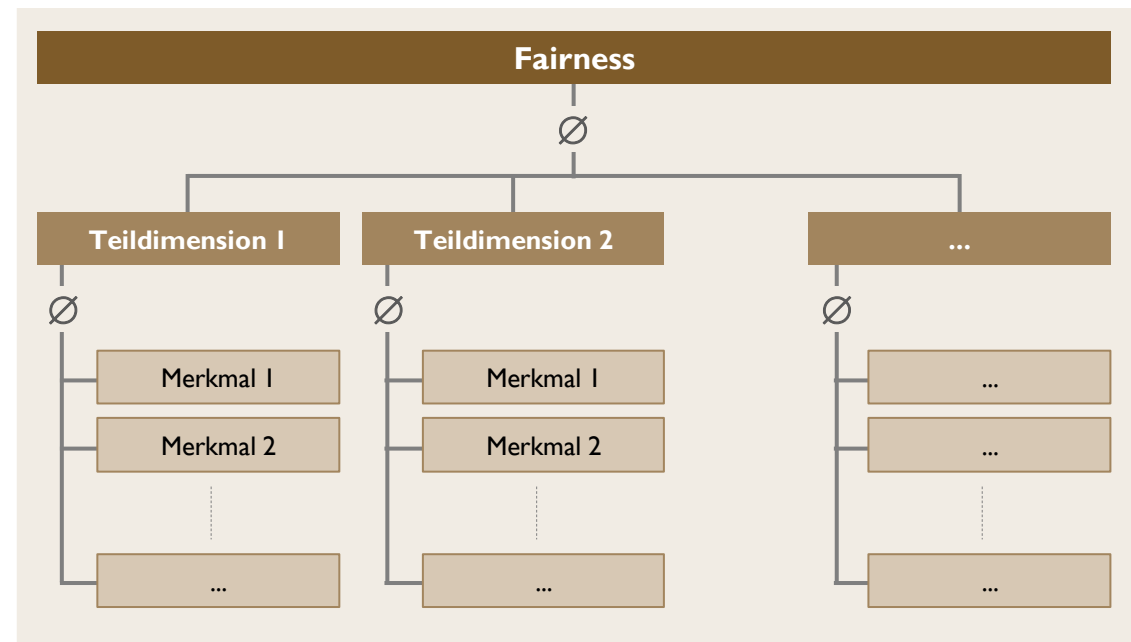 Fairness
Ø
Teildimension 1
Teildimension 2
...
Ø
Ø
Ø
Merkmal 1
Merkmal 1
...
Merkmal 2
Merkmal 2
...
...
...
...